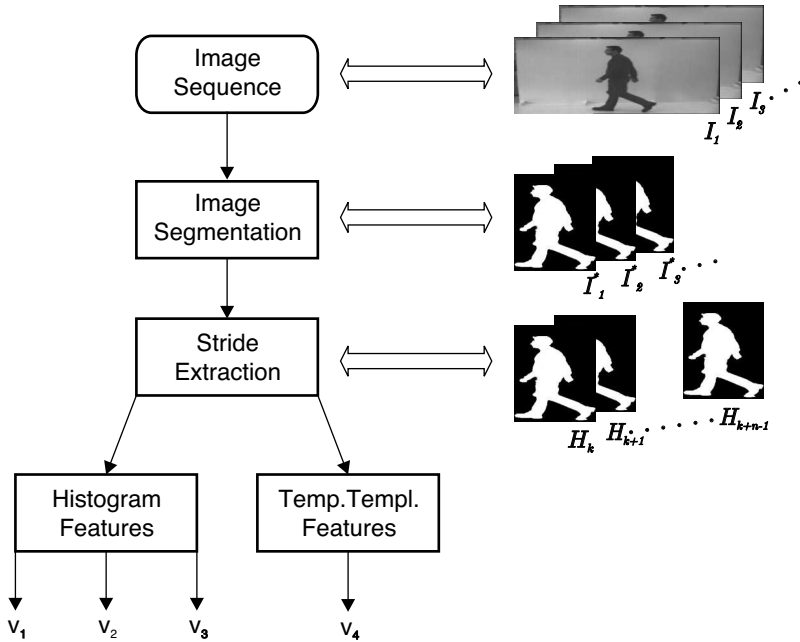 Image
Sequence
I₁ I₂ I₃ . . .
Image
Segmentation
I*₁ I*₂ I*₃ . . .
Stride
Extraction
Hₖ Hₖ₊₁ . . . . . . Hₖ₊ₙ₋₁
Histogram
Features
Temp.Templ.
Features
v₁ v₂ v₃ v₄